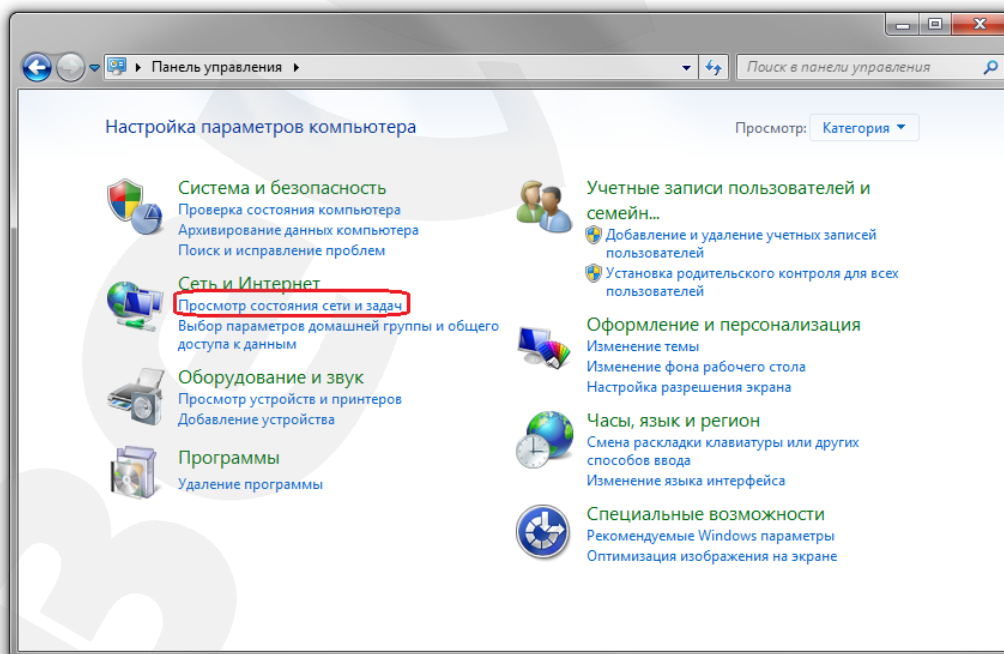 Панель управления
Поиск в панели управления
Настройка параметров компьютера
Просмотр: Категория
Система и безопасность
Проверка состояния компьютера
Архивирование данных компьютера
Поиск и исправление проблем
Сеть и Интернет
Просмотр состояния сети и задач
Выбор параметров домашней группы и общего
доступа к данным
Оборудование и звук
Просмотр устройств и принтеров
Добавление устройства
Программы
Удаление программы
Учетные записи пользователей и
семейн...
Добавление и удаление учетных записей
пользователей
Установка родительского контроля для всех
пользователей
Оформление и персонализация
Изменение темы
Изменение фона рабочего стола
Настройка разрешения экрана
Часы, язык и регион
Смена раскладки клавиатуры или других
способов ввода
Изменение языка интерфейса
Специальные возможности
Рекомендуемые Windows параметры
Оптимизация изображения на экране